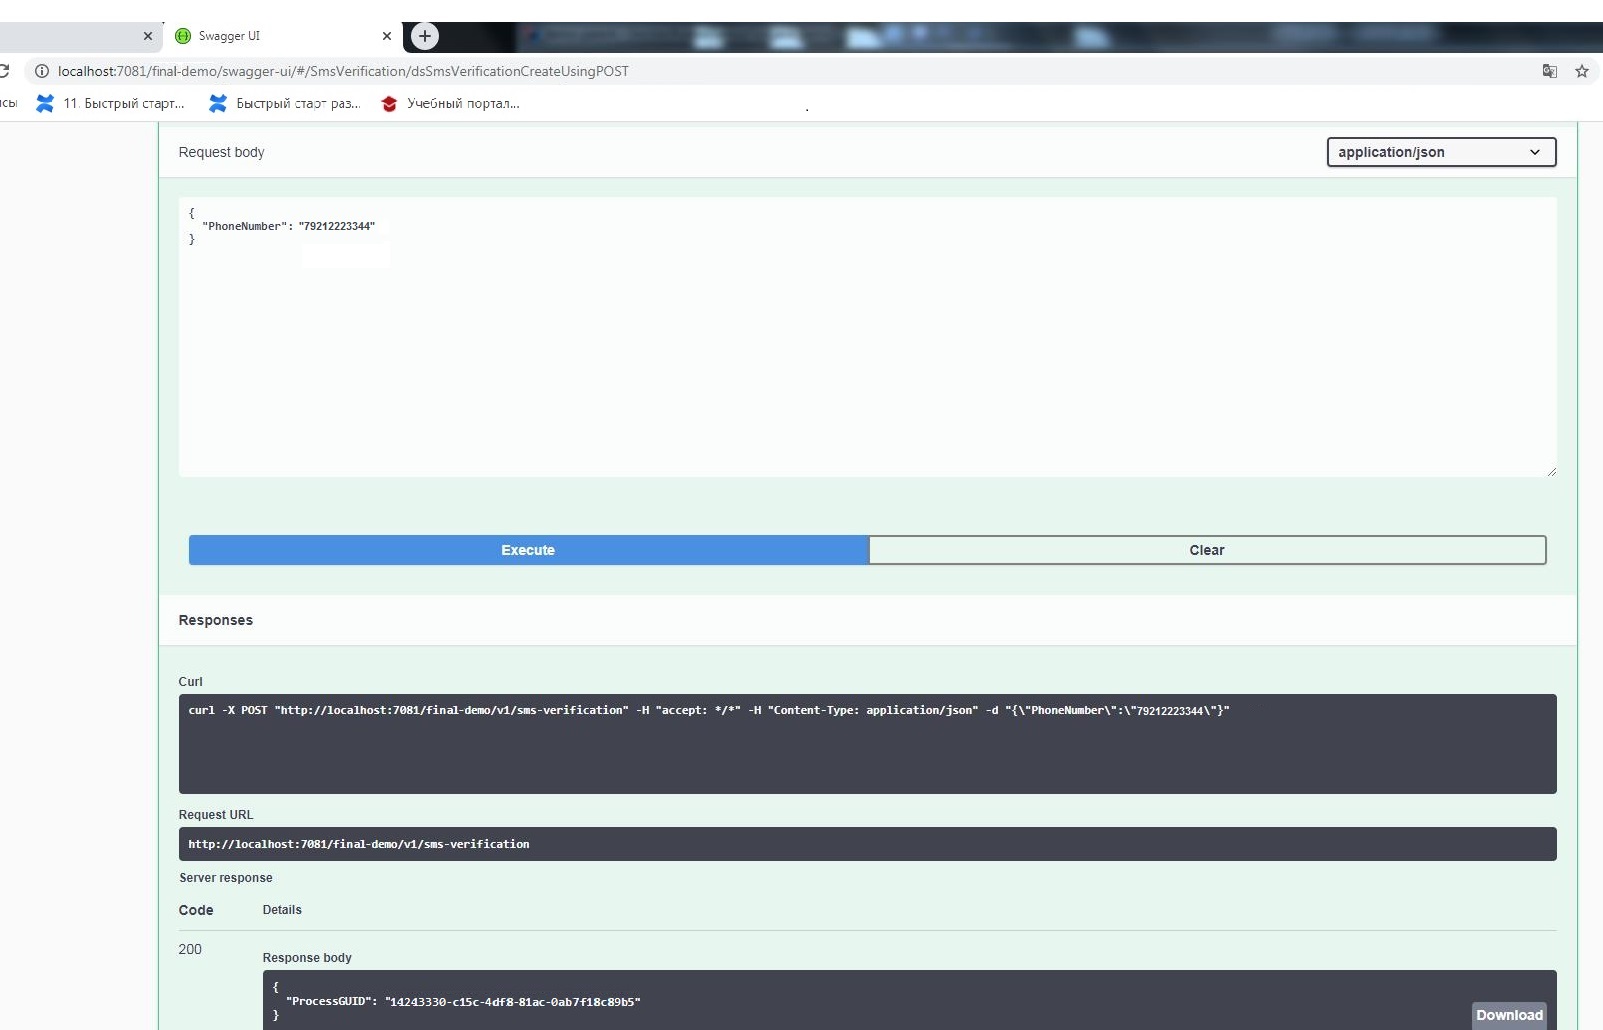 Swagger UI
localhost:7081/final-demo/swagger-ui/#/SmsVerification/dsSmsVerificationCreateUsingPOST
11. Быстрый старт... Быстрый старт раз... Учебный портал...
Request body application/json
{
"PhoneNumber": "79212223344"
}
Execute Clear
Responses
Curl
curl -X POST "http://localhost:7081/final-demo/v1/sms-verification" -H "accept: */*" -H "Content-Type: application/json" -d "{\"PhoneNumber\":\"79212223344\"}"
Request URL
http://localhost:7081/final-demo/v1/sms-verification
Server response
Code Details
200
Response body
{
"ProcessGUID": "14243330-c15c-4df8-81ac-0ab7f18c89b5"
}
Download